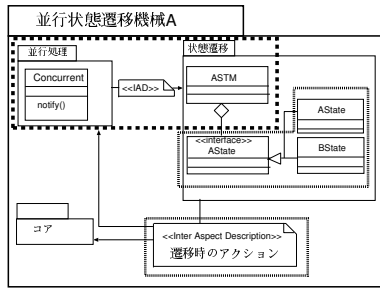 並行状態遷移機械A
並行処理
状態遷移
Concurrent
notify()
<<IAD>>
ASTM
<<interface>>
AState
AState
BState
コア
<<Inter Aspect Description>>
遷移時のアクション